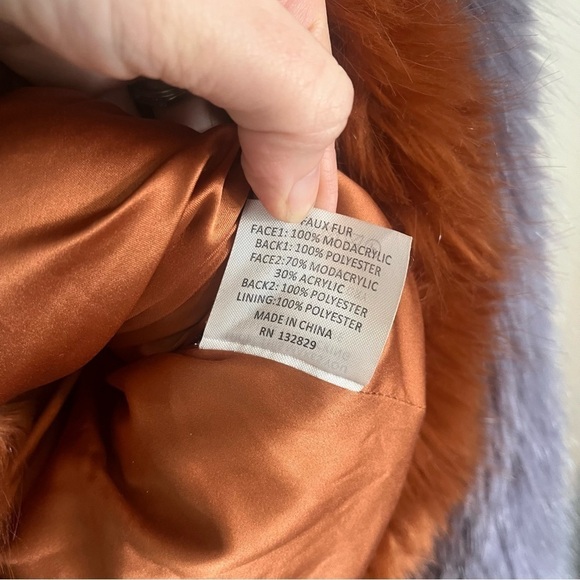 FAUX FUR
FACE1: 100% MODACRYLIC
BACK1: 100% POLYESTER
FACE2:70% MODACRYLIC
30% ACRYLIC
BACK2: 100% POLYESTER
LINING:100% POLYESTER
MADE IN CHINA
RN 132829